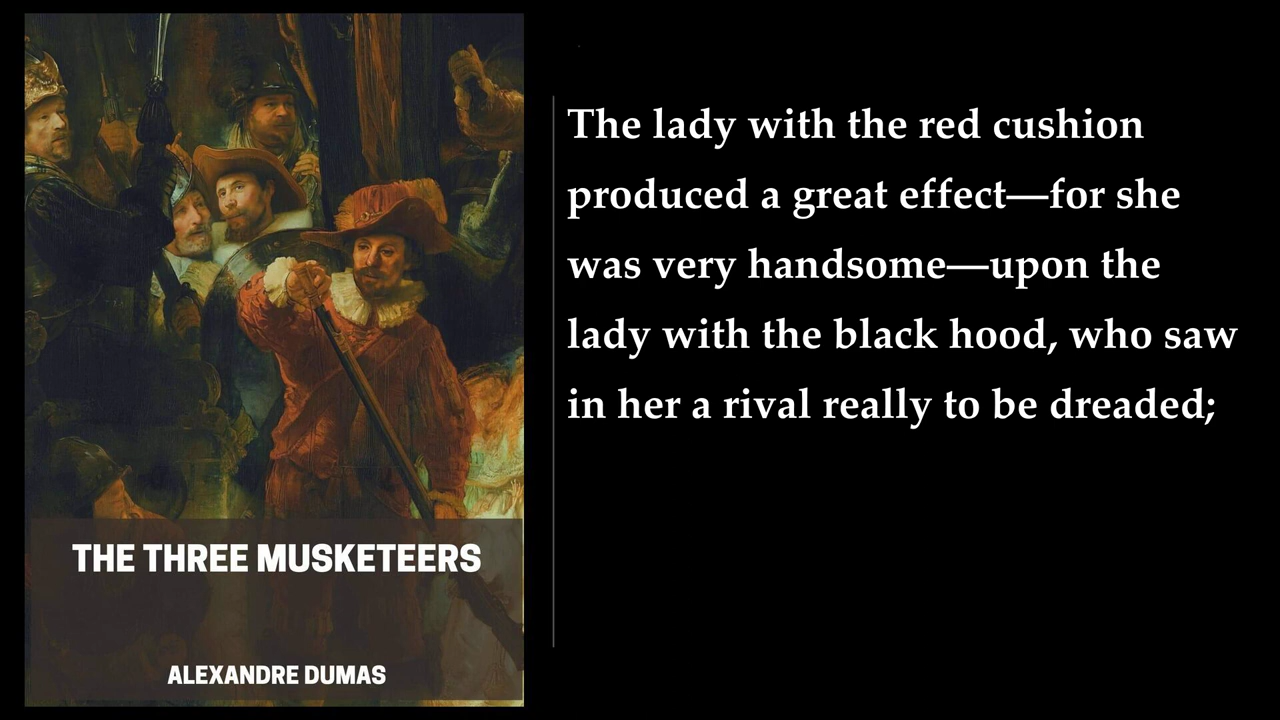 THE THREE MUSKETEERS
ALEXANDRE DUMAS
The lady with the red cushion
produced a great effect—for she
was very handsome—upon the
lady with the black hood, who saw
in her a rival really to be dreaded;